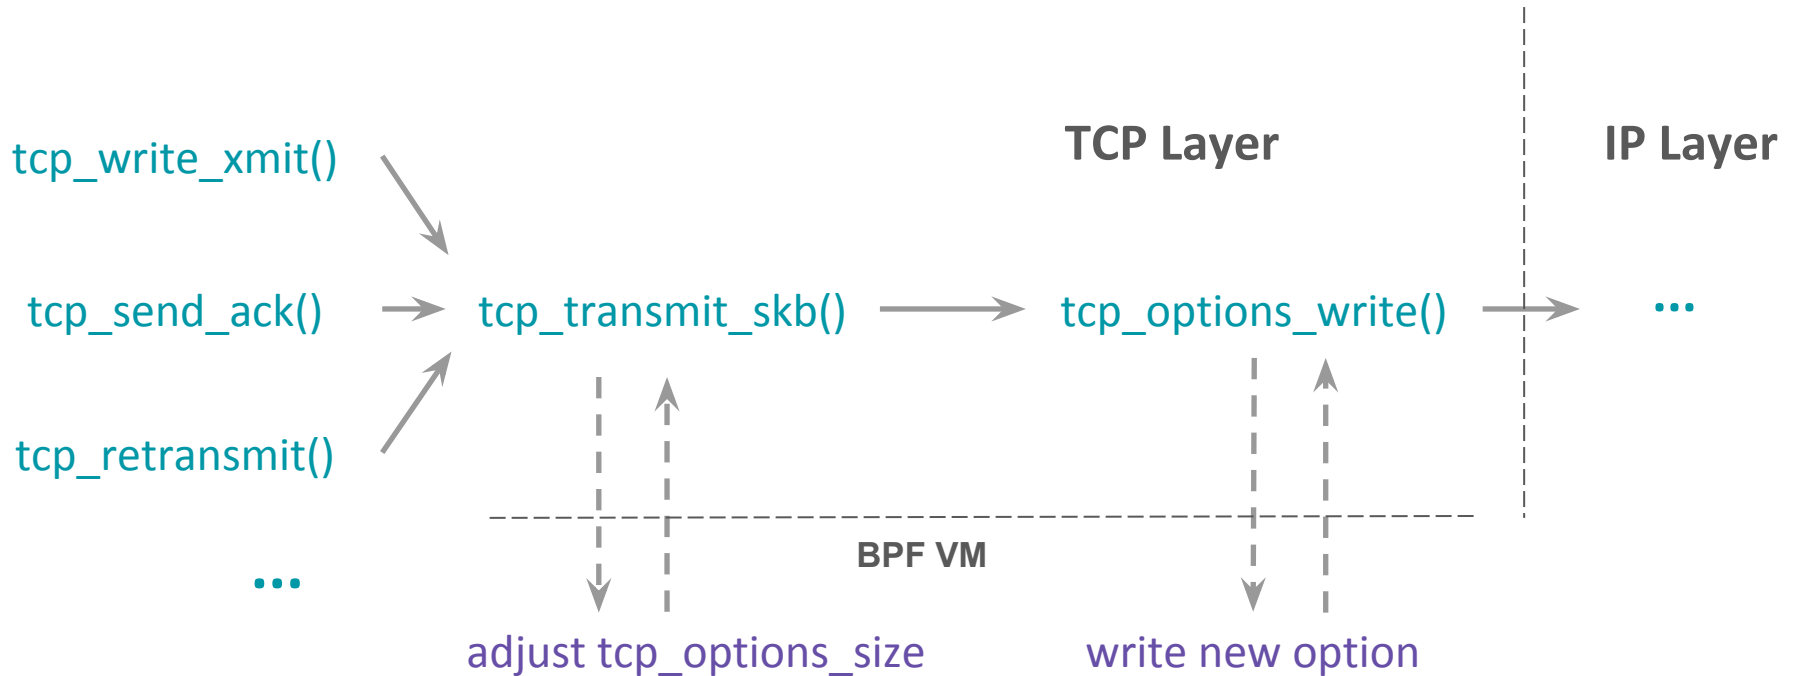 TCP Layer
IP Layer
tcp_write_xmit()
tcp_send_ack()
tcp_transmit_skb()
tcp_options_write()
...
tcp_retransmit()
BPF VM
...
adjust tcp_options_size
write new option